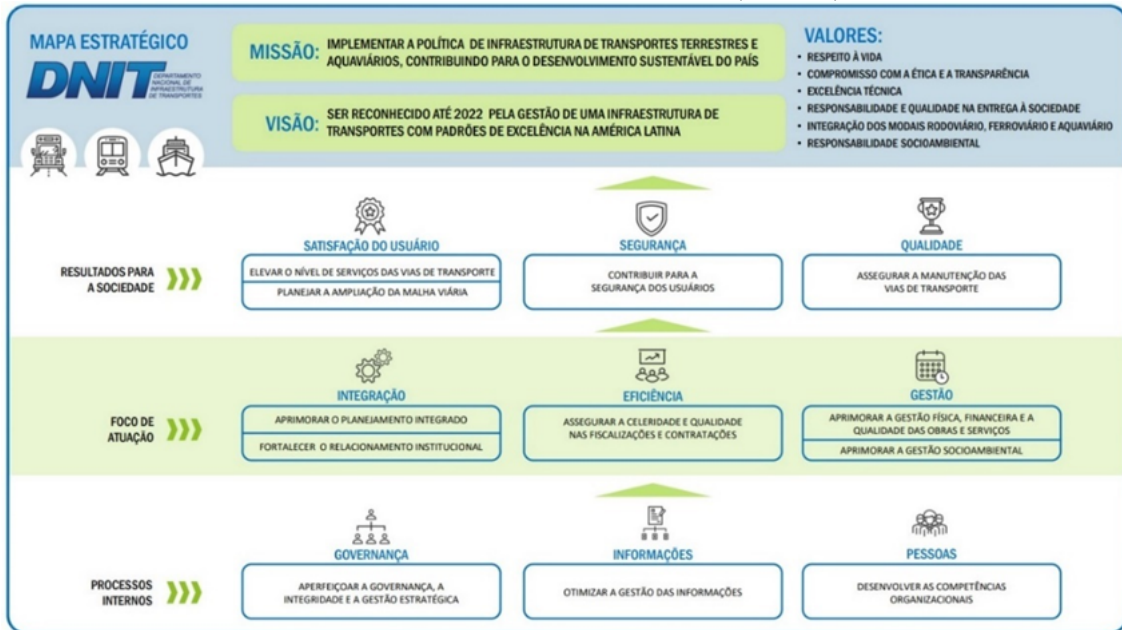 MAPA ESTRATÉGICO
DNIT
DEPARTAMENTO
NACIONAL DE
INFRAESTRUTURA
DE TRANSPORTES
MISSÃO:
IMPLEMENTAR A POLÍTICA DE INFRAESTRUTURA DE TRANSPORTES TERRESTRES E
AQUAVIÁRIOS, CONTRIBUINDO PARA O DESENVOLVIMENTO SUSTENTÁVEL DO PAÍS
VISÃO:
SER RECONHECIDO ATÉ 2022 PELA GESTÃO DE UMA INFRAESTRUTURA DE
TRANSPORTES COM PADRÕES DE EXCELÊNCIA NA AMÉRICA LATINA
VALORES:
• RESPEITO À VIDA
• COMPROMISSO COM A ÉTICA E A TRANSPARÊNCIA
• EXCELÊNCIA TÉCNICA
• RESPONSABILIDADE E QUALIDADE NA ENTREGA À SOCIEDADE
• INTEGRAÇÃO DOS MODAIS RODOVIÁRIO, FERROVIÁRIO E AQUAVIÁRIO
• RESPONSABILIDADE SOCIOAMBIENTAL
RESULTADOS PARA
A SOCIEDADE
SATISFAÇÃO DO USUÁRIO
ELEVAR O NÍVEL DE SERVIÇOS DAS VIAS DE TRANSPORTE
PLANEJAR A AMPLIAÇÃO DA MALHA VIÁRIA
SEGURANÇA
CONTRIBUIR PARA A
SEGURANÇA DOS USUÁRIOS
QUALIDADE
ASSEGURAR A MANUTENÇÃO DAS
VIAS DE TRANSPORTE
FOCO DE
ATUAÇÃO
INTEGRAÇÃO
APRIMORAR O PLANEJAMENTO INTEGRADO
FORTALECER O RELACIONAMENTO INSTITUCIONAL
EFICIÊNCIA
ASSEGURAR A CELERIDADE E QUALIDADE
NAS FISCALIZAÇÕES E CONTRATAÇÕES
GESTÃO
APRIMORAR A GESTÃO FÍSICA, FINANCEIRA E A
QUALIDADE DAS OBRAS E SERVIÇOS
APRIMORAR A GESTÃO SOCIOAMBIENTAL
PROCESSOS
INTERNOS
GOVERNANÇA
APERFEIÇOAR A GOVERNANÇA, A
INTEGRIDADE E A GESTÃO ESTRATÉGICA
INFORMAÇÕES
OTIMIZAR A GESTÃO DAS INFORMAÇÕES
PESSOAS
DESENVOLVER AS COMPETÊNCIAS
ORGANIZACIONAIS